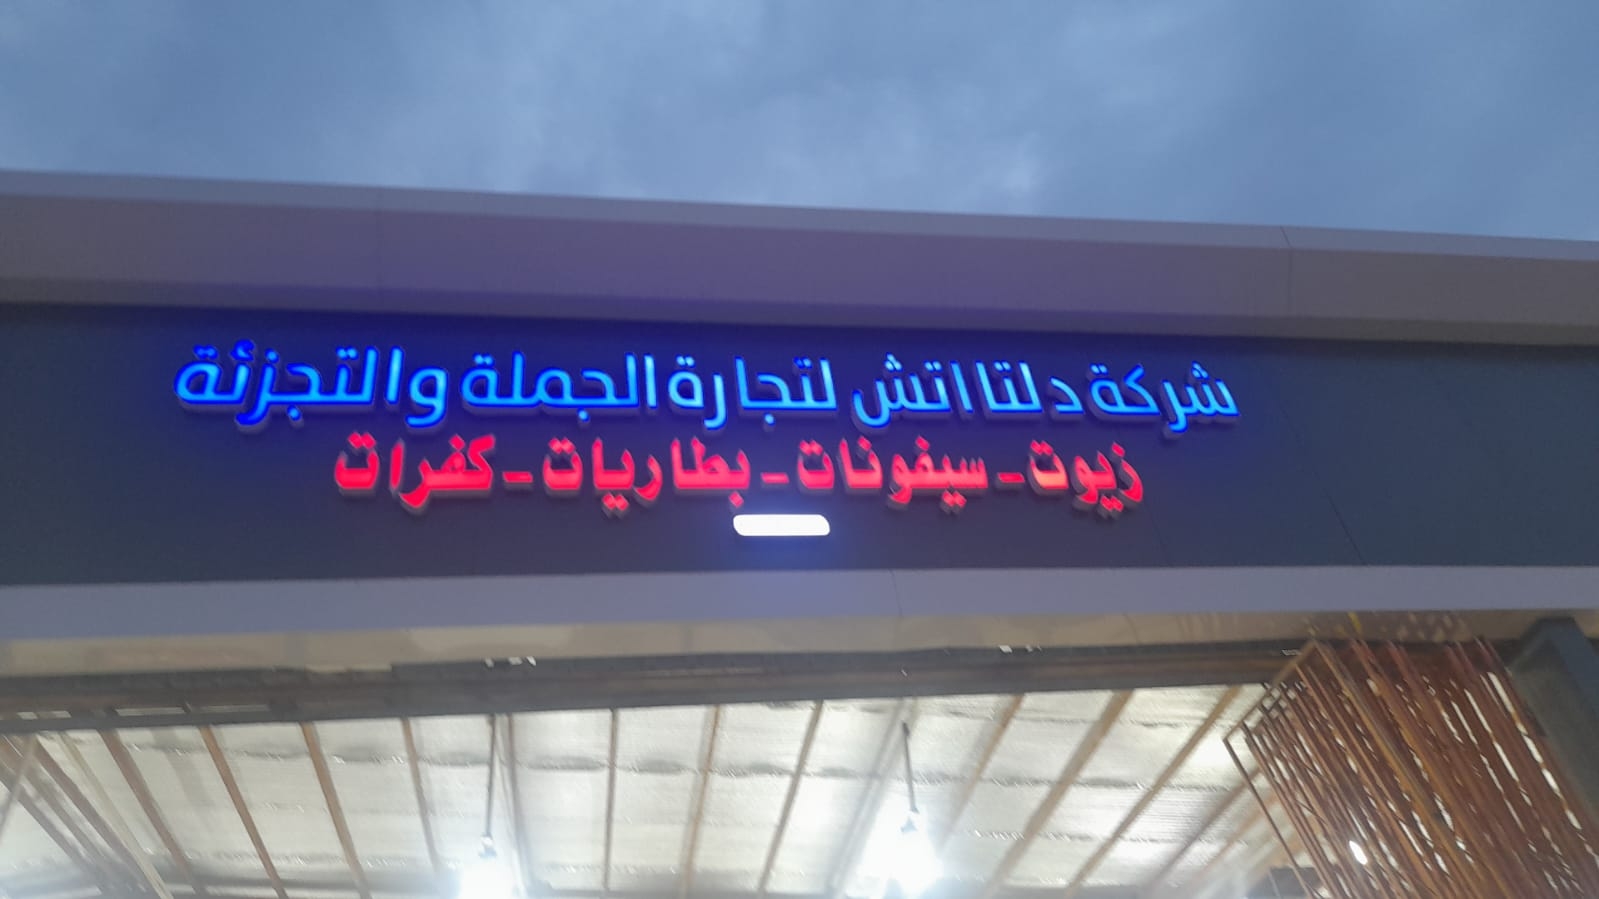 شركة دلتا اتش لتجارة الجملة والتجزئة
زيوت - سيفونات - بطاريات - كفرات